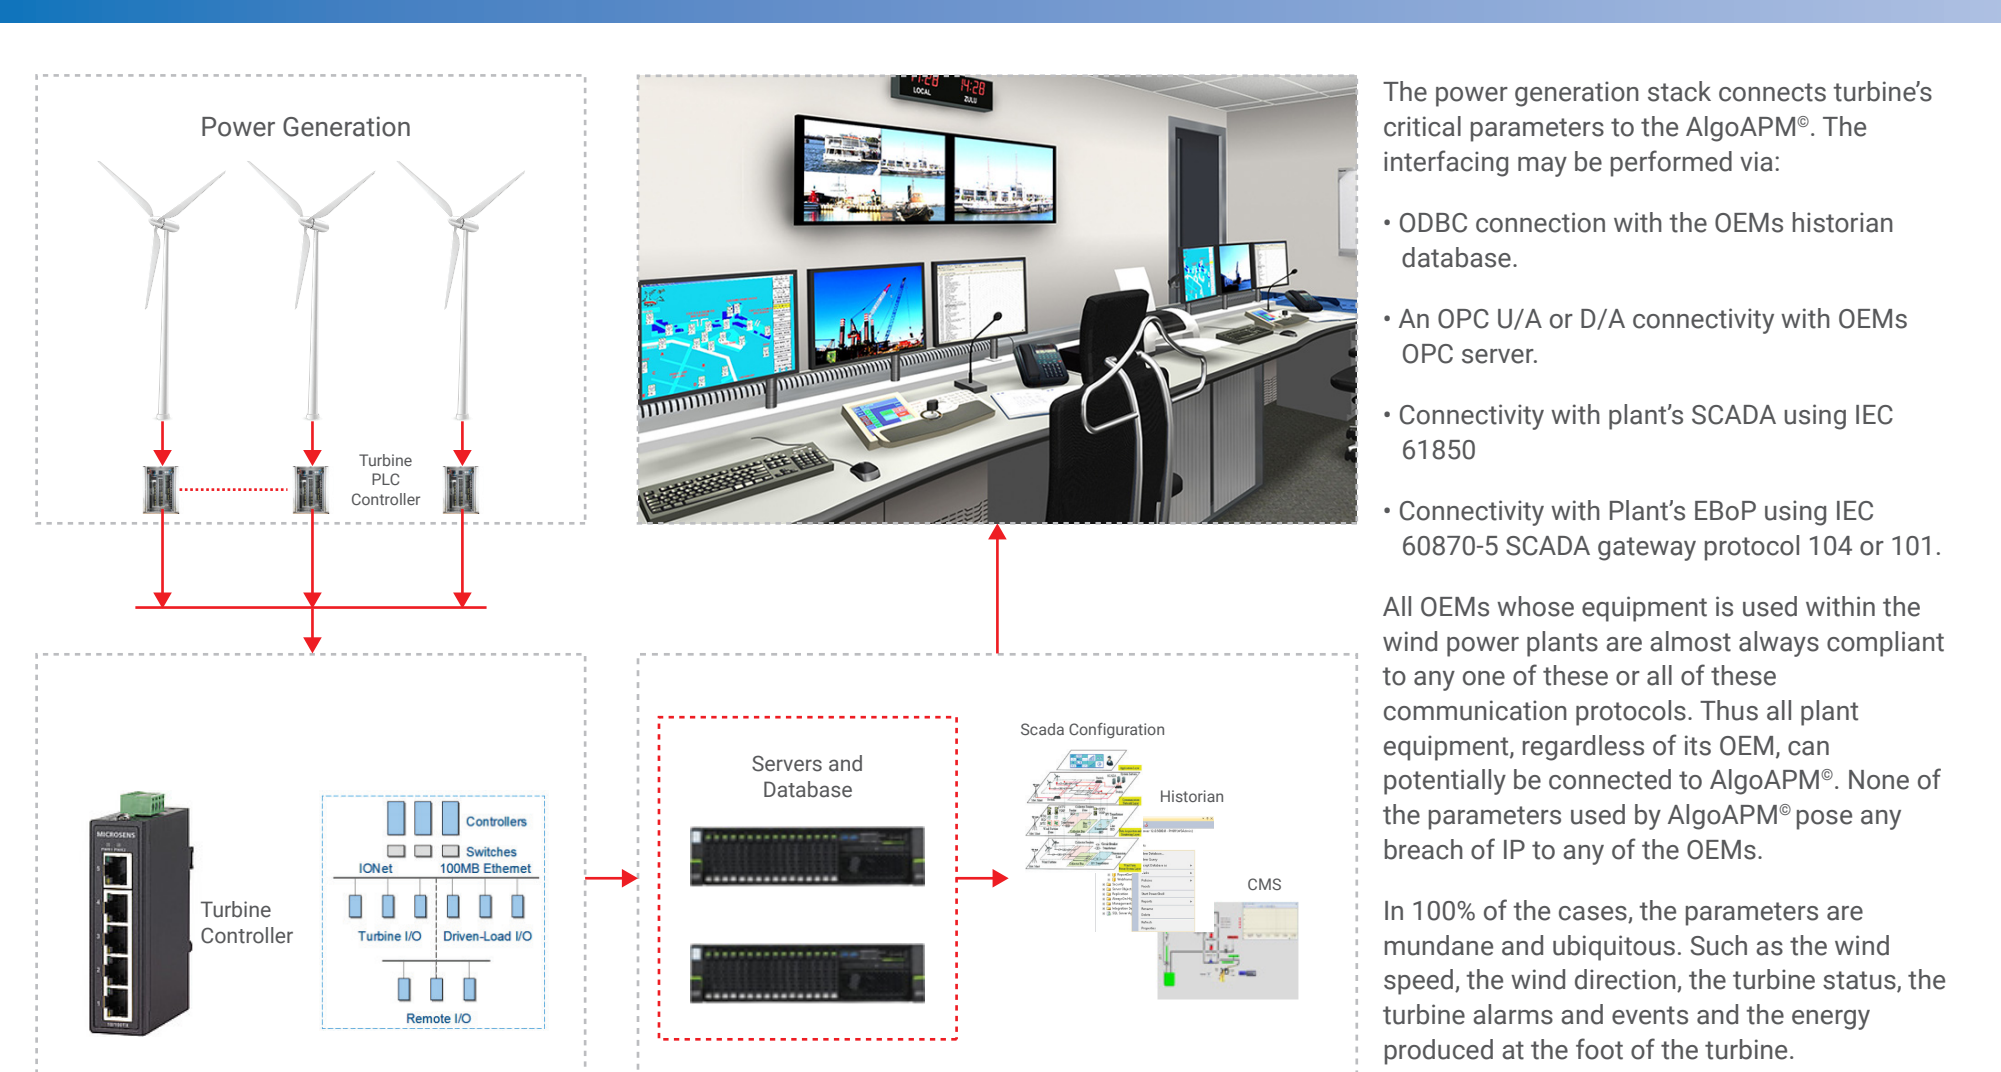 Power Generation
Turbine
PLC
Controller
LOCAL
ZULU
14:28
MICROSENS
Turbine
Controller
Controllers
Switches
IONet
100MB Ethernet
Turbine I/O
Driven-Load I/O
Remote I/O
Servers and
Database
Scada Configuration
Historian
CMS
The power generation stack connects turbine’s
critical parameters to the AlgoAPM©. The
interfacing may be performed via:
• ODBC connection with the OEMs historian
database.
• An OPC U/A or D/A connectivity with OEMs
OPC server.
• Connectivity with plant’s SCADA using IEC
61850
• Connectivity with Plant’s EBoP using IEC
60870-5 SCADA gateway protocol 104 or 101.
All OEMs whose equipment is used within the
wind power plants are almost always compliant
to any one of these or all of these
communication protocols. Thus all plant
equipment, regardless of its OEM, can
potentially be connected to AlgoAPM©. None of
the parameters used by AlgoAPM© pose any
breach of IP to any of the OEMs.
In 100% of the cases, the parameters are
mundane and ubiquitous. Such as the wind
speed, the wind direction, the turbine status, the
turbine alarms and events and the energy
produced at the foot of the turbine.